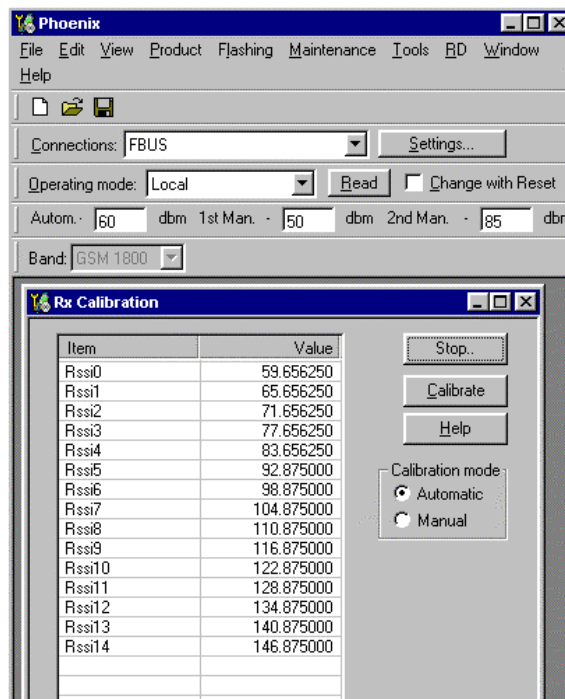 Phoenix
File Edit View Product Flashing Maintenance Tools RD Window
Help
Connections: FBUS Settings...
Operating mode: Local Read Change with Reset
Autom.- 60 dbm 1st Man. - 50 dbm 2nd Man. - 85 dbr
Band: GSM 1800
Rx Calibration
Item Value
Rssi0 59.656250
Rssi1 65.656250
Rssi2 71.656250
Rssi3 77.656250
Rssi4 83.656250
Rssi5 92.875000
Rssi6 98.875000
Rssi7 104.875000
Rssi8 110.875000
Rssi9 116.875000
Rssi10 122.875000
Rssi11 128.875000
Rssi12 134.875000
Rssi13 140.875000
Rssi14 146.875000
Stop..
Calibrate
Help
Calibration mode
Automatic
Manual